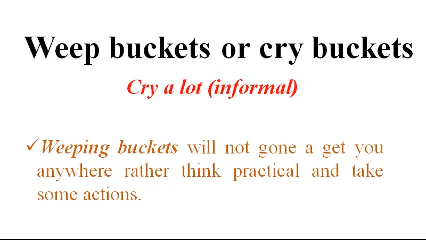 Weep buckets or cry buckets
Cry a lot (informal)
✓Weeping buckets will not gone a get you
anywhere rather think practical and take
some actions.